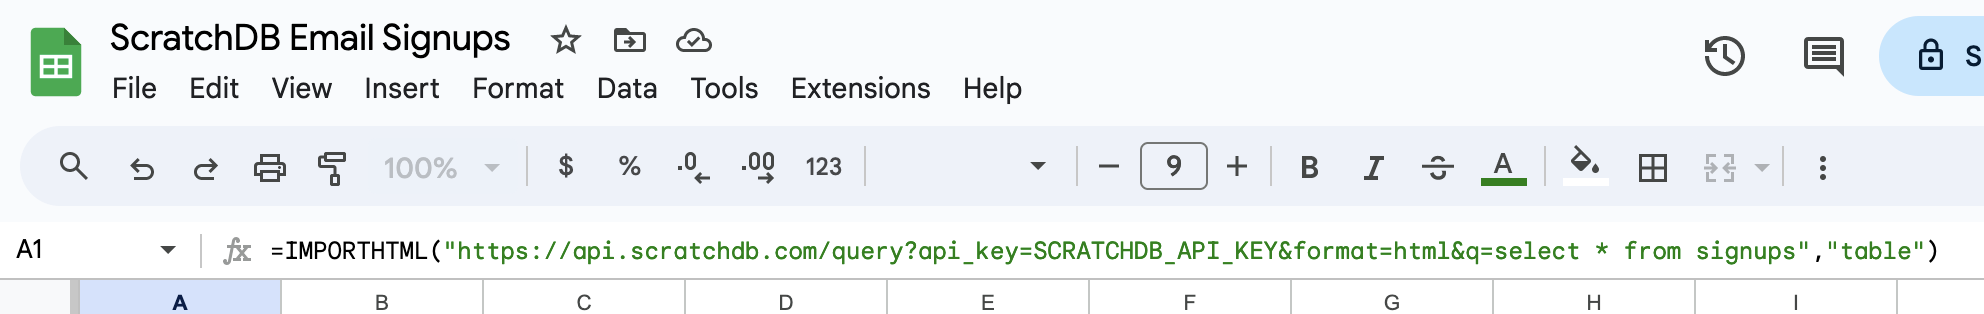 ScratchDB Email Signups
File Edit View Insert Format Data Tools Extensions Help
S
100% $ % .0 .00 123 9 B I S A
A1 fx =IMPORTHTML("https://api.scratchdb.com/query?api_key=SCRATCHDB_API_KEY&format=html&q=select * from signups","table")
A B C D E F G H I